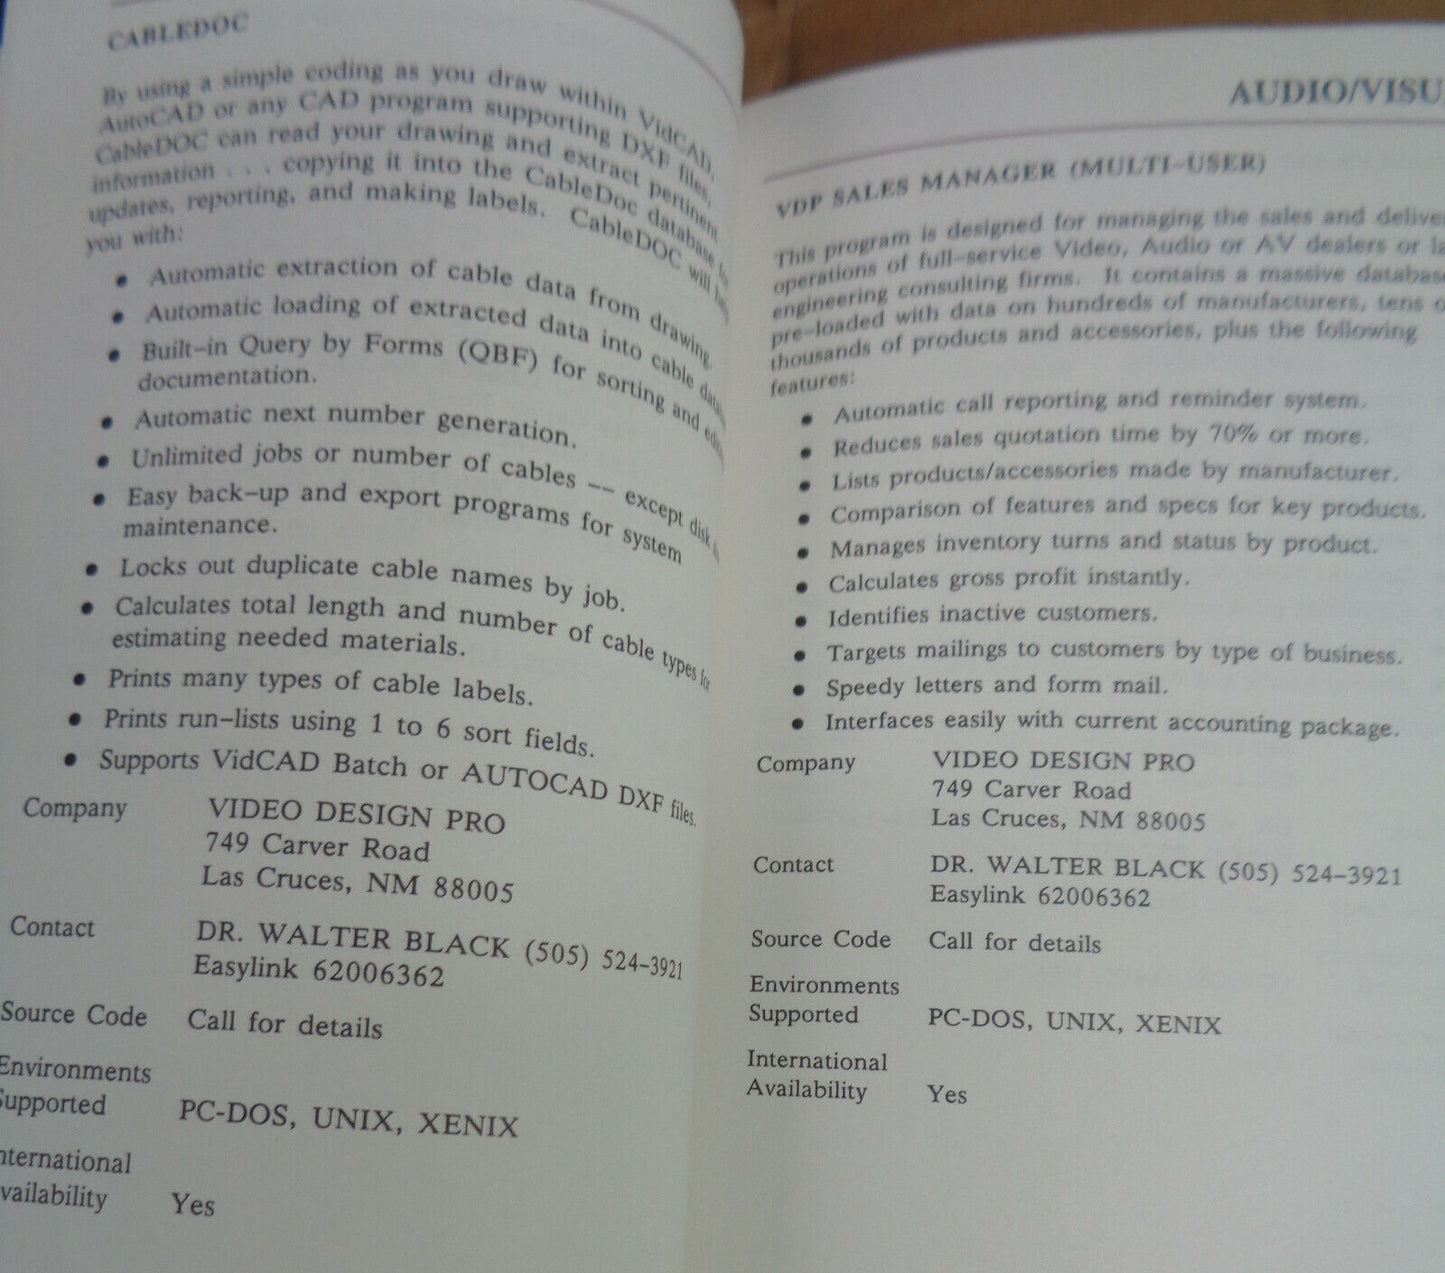 CABLEDOC
By using a simple coding as you draw within VidCAD,
AutoCAD or any CAD program supporting DXF files,
CableDOC can read your drawing and extract pertinent
information . . . copying it into the CableDoc database for
updates, reporting, and making labels. CableDOC will
you with:
• Automatic extraction of cable data from drawing.
• Automatic loading of extracted data into cable
• Built-in Query by Forms (QBF) for sorting and
documentation.
• Automatic next number generation.
• Unlimited jobs or number of cables -- except disk
• Easy back-up and export programs for system
maintenance.
• Locks out duplicate cable names by job.
• Calculates total length and number of cable types for
estimating needed materials.
• Prints many types of cable labels.
• Prints run-lists using 1 to 6 sort fields.
• Supports VidCAD Batch or AUTOCAD DXF files.
Company VIDEO DESIGN PRO
749 Carver Road
Las Cruces, NM 88005
Contact DR. WALTER BLACK (505) 524-3921
Easylink 62006362
Source Code Call for details
Environments
Supported PC-DOS, UNIX, XENIX
nternational
vailability Yes
AUDIO/VISU
VDP SALES MANAGER (MULTI-USER)
This program is designed for managing the sales and delive
operations of full-service Video, Audio or AV dealers or la
engineering consulting firms. It contains a massive database
pre-loaded with data on hundreds of manufacturers, tens o
thousands of products and accessories, plus the following
features:
• Automatic call reporting and reminder system.
• Reduces sales quotation time by 70% or more.
• Lists products/accessories made by manufacturer.
• Comparison of features and specs for key products.
• Manages inventory turns and status by product.
• Calculates gross profit instantly.
• Identifies inactive customers.
• Targets mailings to customers by type of business.
• Speedy letters and form mail.
• Interfaces easily with current accounting package.
Company VIDEO DESIGN PRO
749 Carver Road
Las Cruces, NM 88005
Contact DR. WALTER BLACK (505) 524-3921
Easylink 62006362
Source Code Call for details
Environments
Supported PC-DOS, UNIX, XENIX
International
Availability Yes